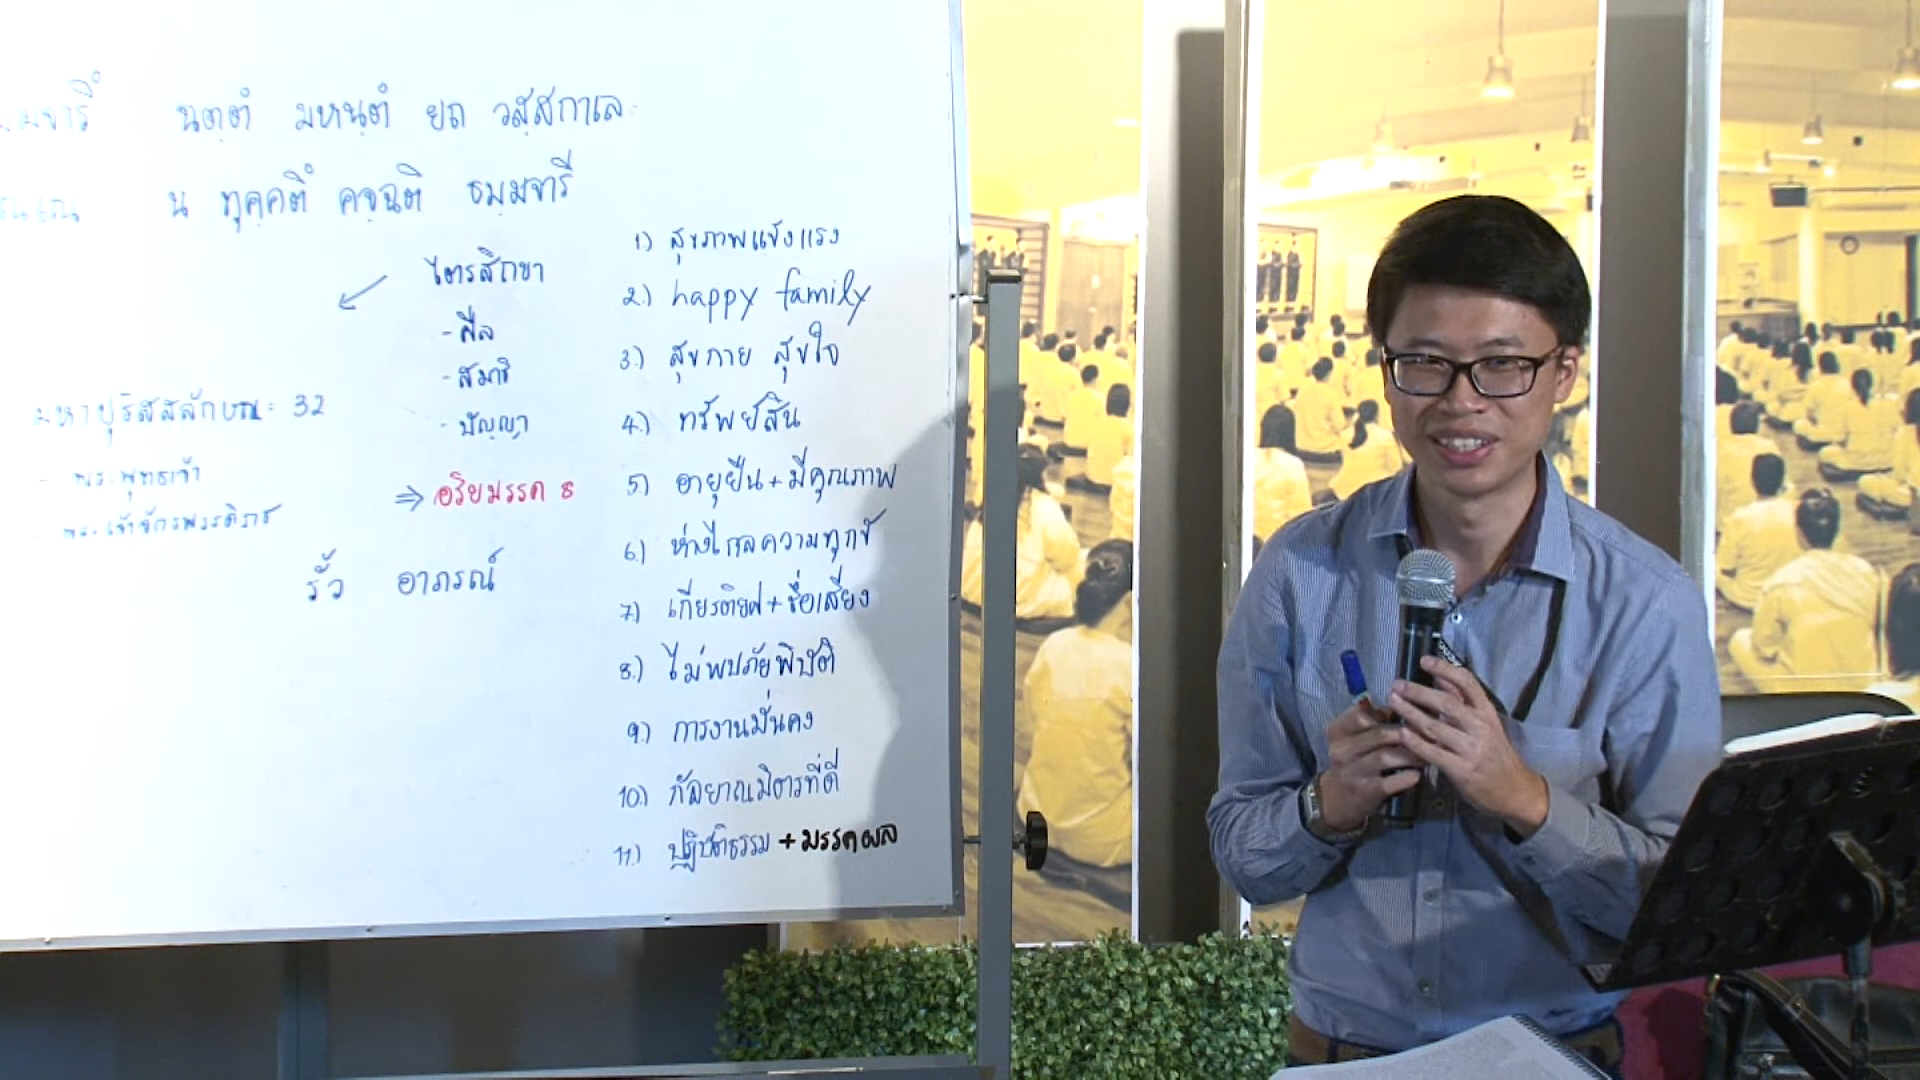 นตฺตํ มหนฺตํ ยถ วสฺสกาเล
น ทุคฺคตึ คจฺฉติ ธมฺมจารี
ไตรสิกขา
- ศีล
- สมาธิ
- ปัญญา
⇒ อริยมรรค 8
มหาปุริสลักษณะ 32
- พระพุทธเจ้า
- พระเจ้าจักรพรรดิราช
รั้ว อาภรณ์
1.) สุขภาพแข็งแรง
2.) happy family
3.) สุขกาย สุขใจ
4.) ทรัพย์สิน
5.) อายุยืน + มีคุณภาพ
6.) ห่างไกลความทุกข์
7.) เกียรติยศ + ชื่อเสียง
8.) ไม่พบภัยพิบัติ
9.) การงานมั่นคง
10.) กัลยาณมิตรที่ดี
11.) ปฏิบัติธรรม + มรรคผล